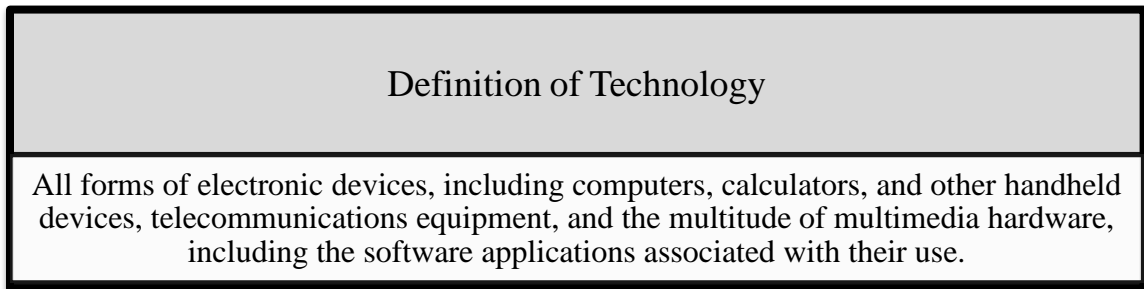 Definition of Technology
All forms of electronic devices, including computers, calculators, and other handheld
devices, telecommunications equipment, and the multitude of multimedia hardware,
including the software applications associated with their use.